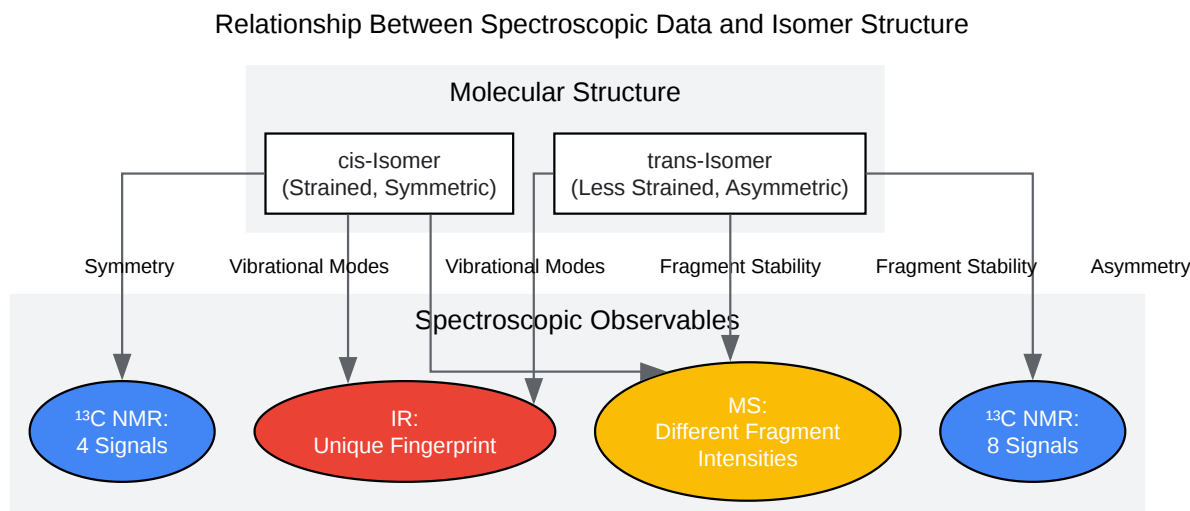 Relationship Between Spectroscopic Data and Isomer Structure
Molecular Structure
cis-Isomer
(Strained, Symmetric)
trans-Isomer
(Less Strained, Asymmetric)
Symmetry
Vibrational Modes
Vibrational Modes
Fragment Stability
Fragment Stability
Asymmetry
Spectroscopic Observables
¹³C NMR:
4 Signals
IR:
Unique Fingerprint
MS:
Different Fragment
Intensities
¹³C NMR:
8 Signals